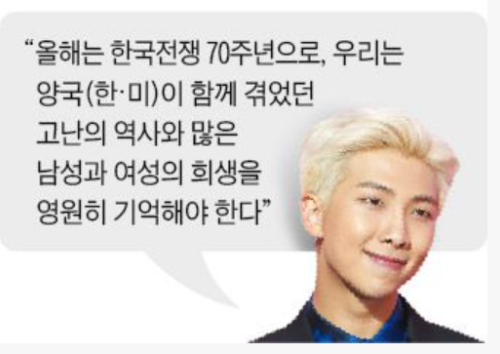 “올해는 한국전쟁 70주년으로, 우리는
양국(한·미)이 함께 겪었던
고난의 역사와 많은
남성과 여성의 희생을
영원히 기억해야 한다”